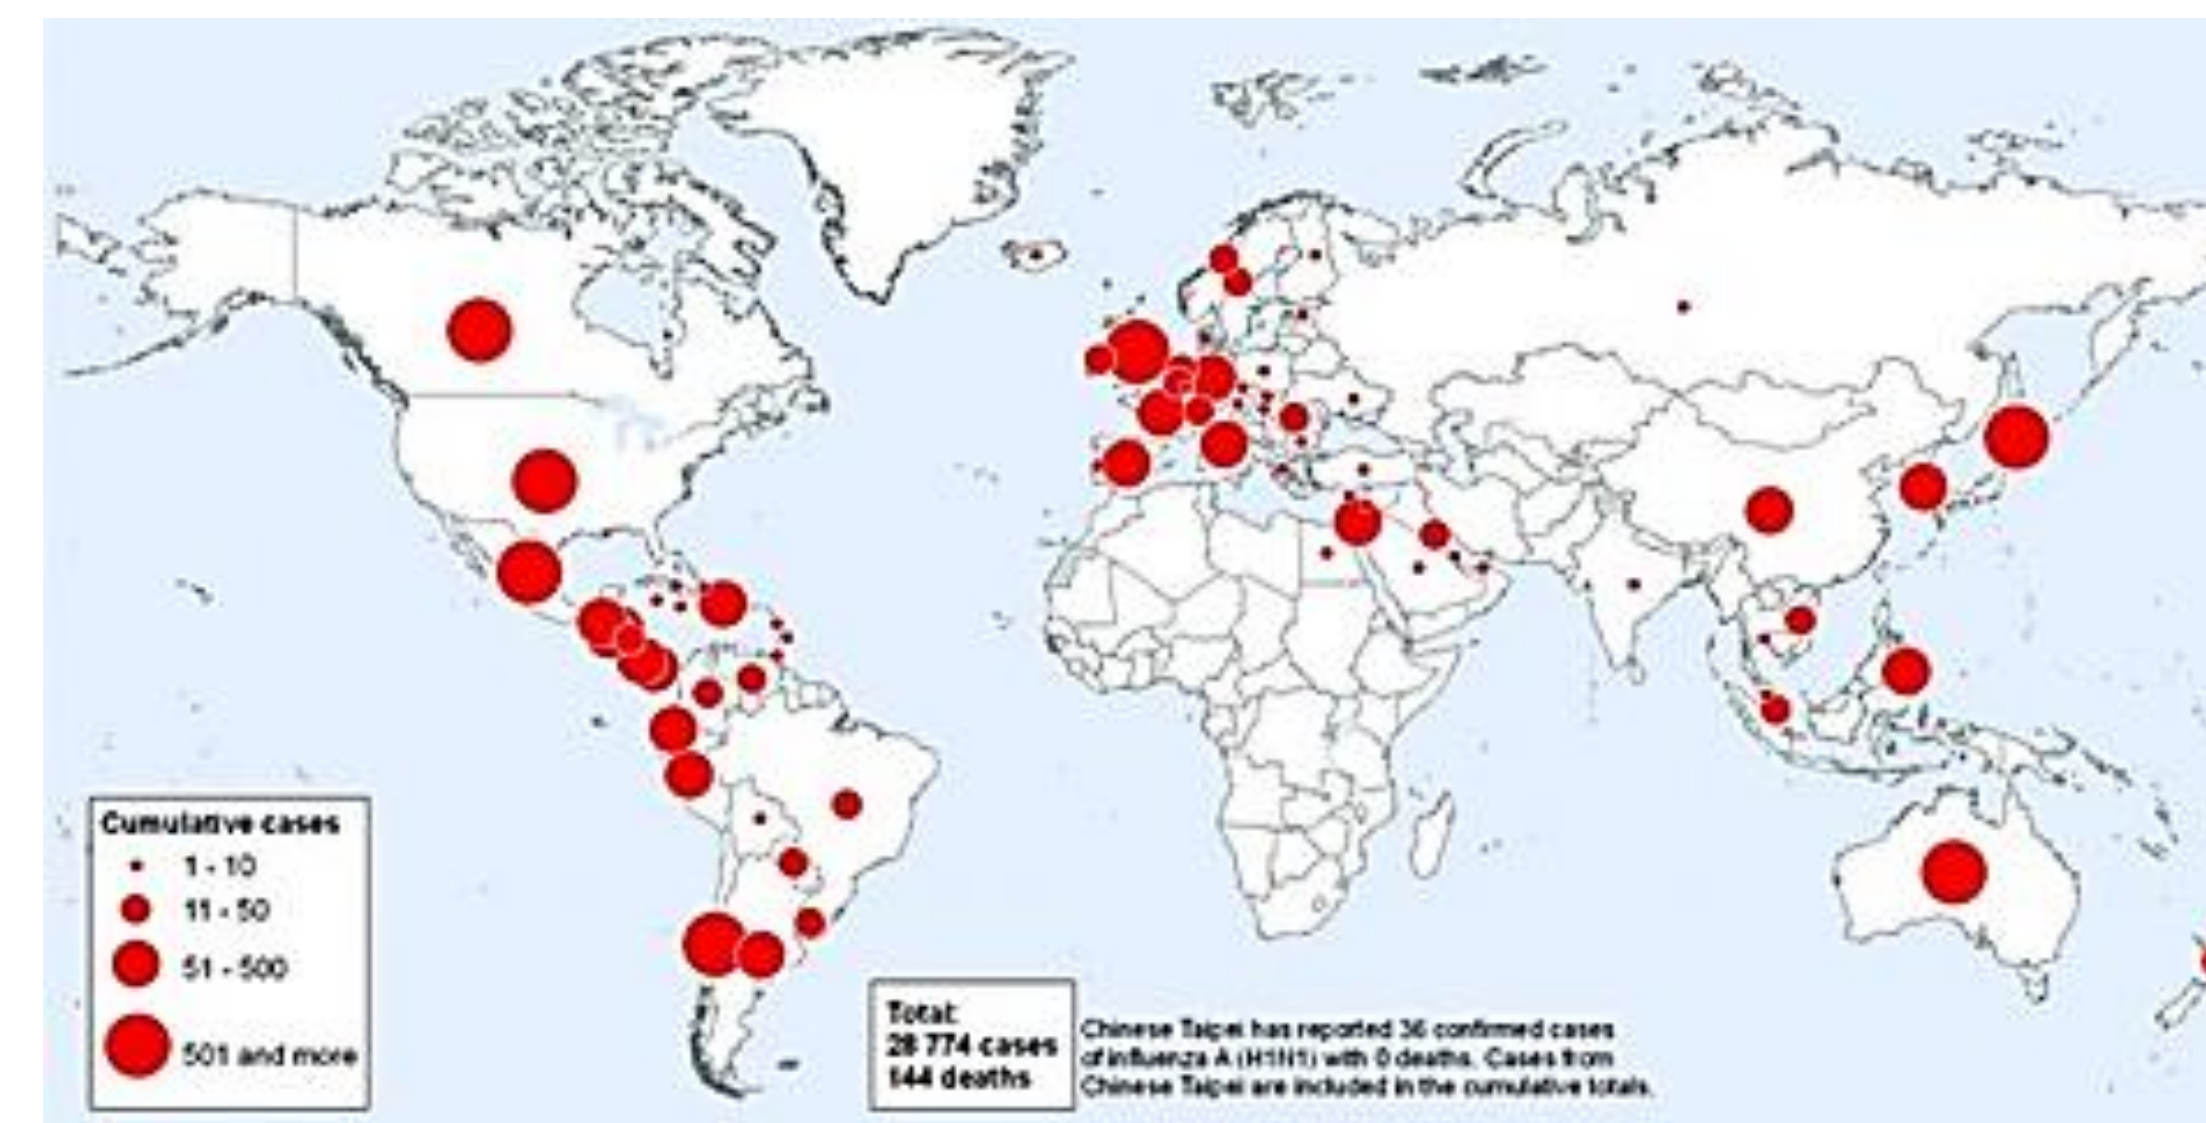 Cumulative cases
1 - 10
11 - 50
51 - 500
501 and more
Total:
28 774 cases
144 deaths
Chinese Taipei has reported 36 confirmed cases
of influenza A (H1N1) with 0 deaths. Cases from
Chinese Taipei are included in the cumulative totals.